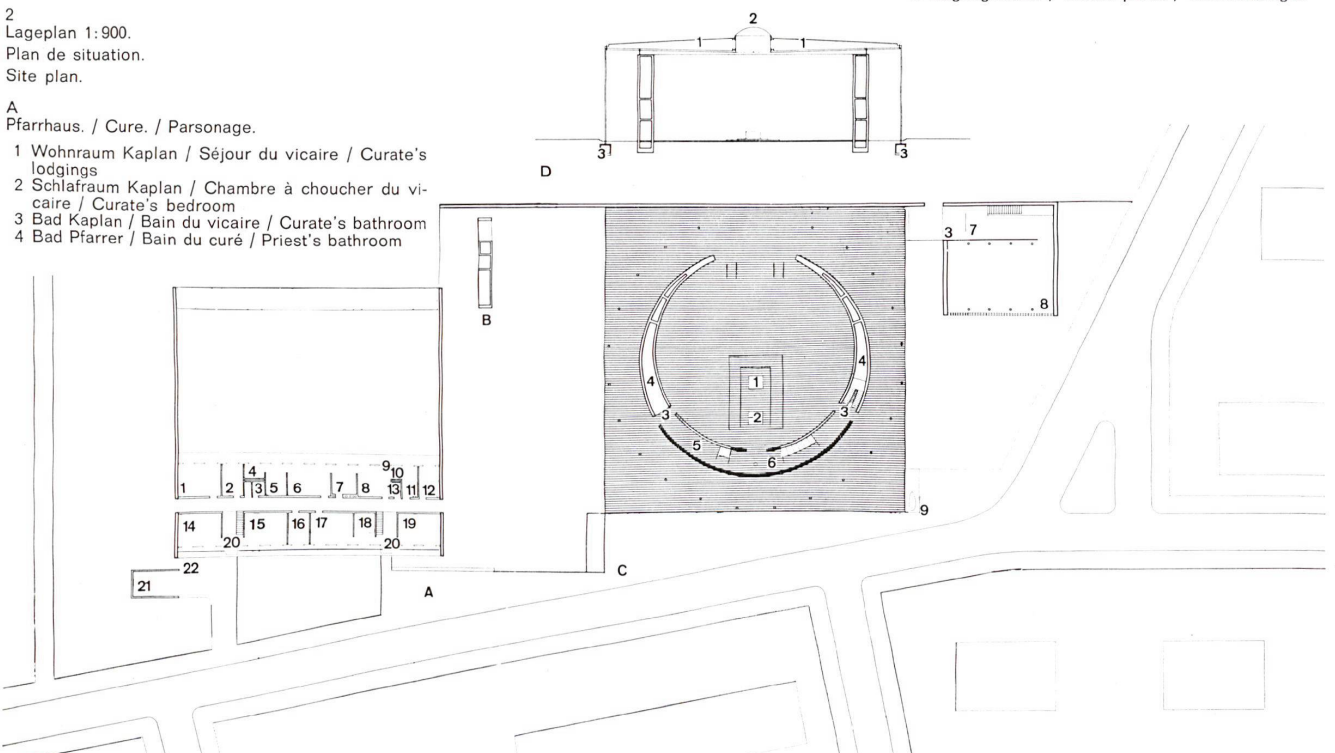 2
Lageplan 1:900.
Plan de situation.
Site plan.
A
Pfarrhaus. / Cure. / Parsonage.
1 Wohnraum Kaplan / Séjour du vicaire / Curate's
lodgings
2 Schlafraum Kaplan / Chambre à choucher du vi-
caire / Curate's bedroom
3 Bad Kaplan / Bain du vicaire / Curate's bathroom
4 Bad Pfarrer / Bain du curé / Priest's bathroom
2
1 1
3 3
D
3 7
8
B
4 1 4
2
3 3
5
6
9
4 9 10
1 2 3 5 6 7 8 13 11 12
14 15 16 17 18 19
20 20
22
21
A
C